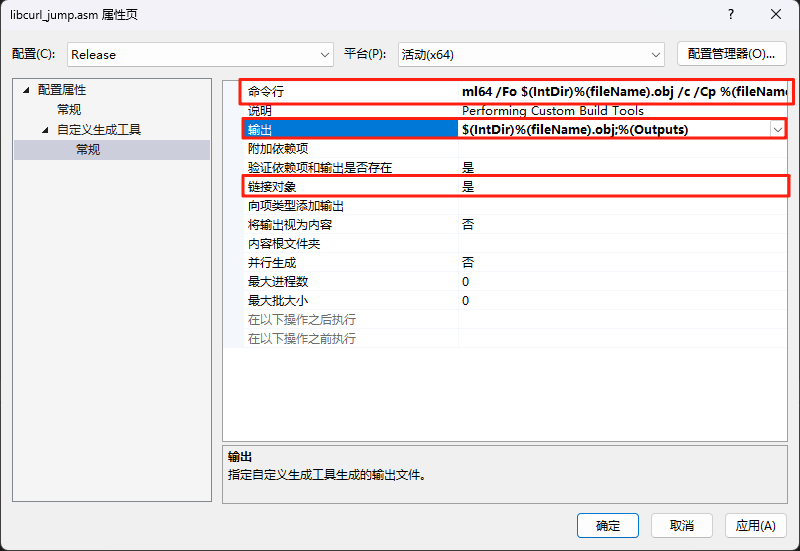 libcurl_jump.asm 属性页
配置(C): Release 平台(P): 活动(x64) 配置管理器(O)...
配置属性
常规
自定义生成工具
常规
命令行 ml64 /Fo $(IntDir)%(fileName).obj /c /Cp %(fileName
说明 Performing Custom Build Tools
输出 $(IntDir)%(fileName).obj;%(Outputs)
附加依赖项
验证依赖项和输出是否存在 是
链接对象 是
向项类型添加输出
将输出视为内容 否
内容根文件夹
并行生成 否
最大进程数 0
最大批大小 0
在以下操作之后执行
在以下操作之前执行
输出
指定自定义生成工具生成的输出文件。
确定 取消 应用(A)